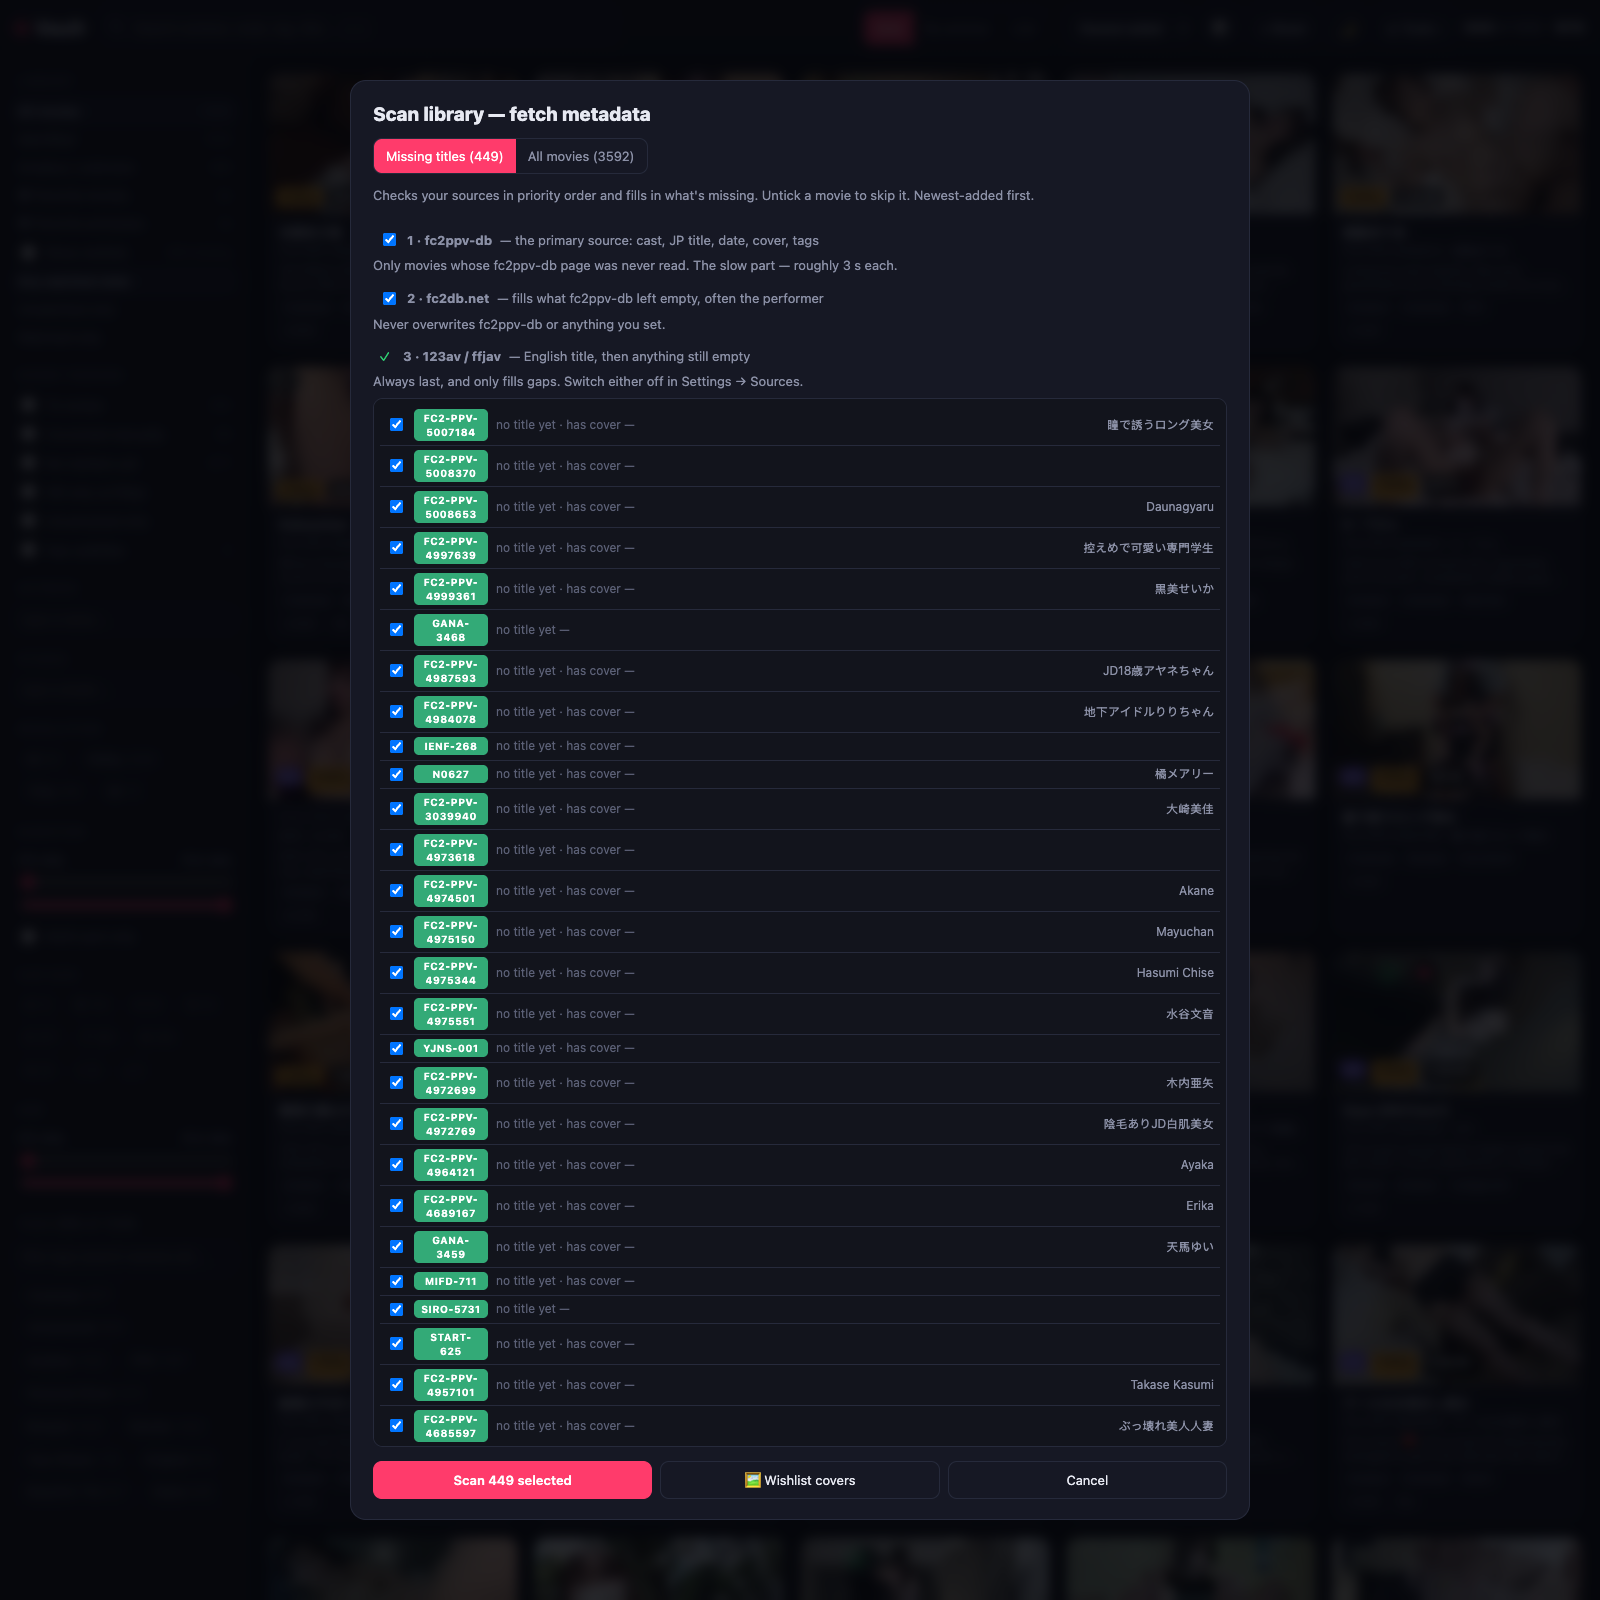 Scan library — fetch metadata
Missing titles (449)
All movies (3592)
Checks your sources in priority order and fills in what's missing. Untick a movie to skip it. Newest-added first.
1 · fc2ppv-db — the primary source: cast, JP title, date, cover, tags
Only movies whose fc2ppv-db page was never read. The slow part — roughly 3 s each.
2 · fc2db.net — fills what fc2ppv-db left empty, often the performer
Never overwrites fc2ppv-db or anything you set.
✓ 3 · 123av / ffjav — English title, then anything still empty
Always last, and only fills gaps. Switch either off in Settings → Sources.
FC2-PPV-
5007184
no title yet · has cover —
瞳で誘うロング美女
FC2-PPV-
5008370
no title yet · has cover —
FC2-PPV-
5008653
no title yet · has cover —
Daunagyaru
FC2-PPV-
4997639
no title yet · has cover —
控えめで可愛い専門学生
FC2-PPV-
4999361
no title yet · has cover —
黒美せいか
GANA-
3468
no title yet —
FC2-PPV-
4987593
no title yet · has cover —
JD18歳アヤネちゃん
FC2-PPV-
4984078
no title yet · has cover —
地下アイドルりりちゃん
IENF-268
no title yet · has cover —
N0627
no title yet · has cover —
橘メアリー
FC2-PPV-
3039940
no title yet · has cover —
大崎美佳
FC2-PPV-
4973618
no title yet · has cover —
FC2-PPV-
4974501
no title yet · has cover —
Akane
FC2-PPV-
4975150
no title yet · has cover —
Mayuchan
FC2-PPV-
4975344
no title yet · has cover —
Hasumi Chise
FC2-PPV-
4975551
no title yet · has cover —
水谷文音
YJNS-001
no title yet · has cover —
FC2-PPV-
4972699
no title yet · has cover —
木内亜矢
FC2-PPV-
4972769
no title yet · has cover —
陰毛ありJD白肌美女
FC2-PPV-
4964121
no title yet · has cover —
Ayaka
FC2-PPV-
4689167
no title yet · has cover —
Erika
GANA-
3459
no title yet · has cover —
天馬ゆい
MIFD-711
no title yet · has cover —
SIRO-5731
no title yet —
START-
625
no title yet · has cover —
FC2-PPV-
4957101
no title yet · has cover —
Takase Kasumi
FC2-PPV-
4685597
no title yet · has cover —
ぶっ壊れ美人人妻
Scan 449 selected
Wishlist covers
Cancel